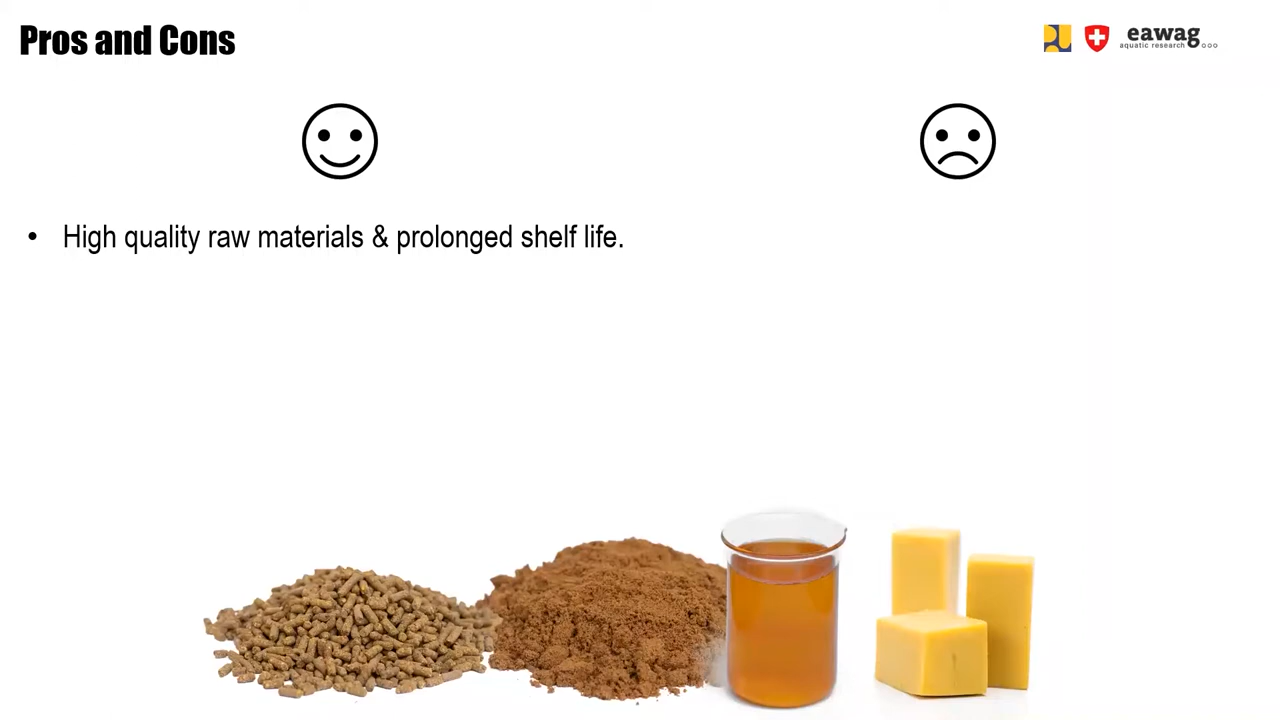 Pros and Cons
eawag
aquatic research
• High quality raw materials & prolonged shelf life.